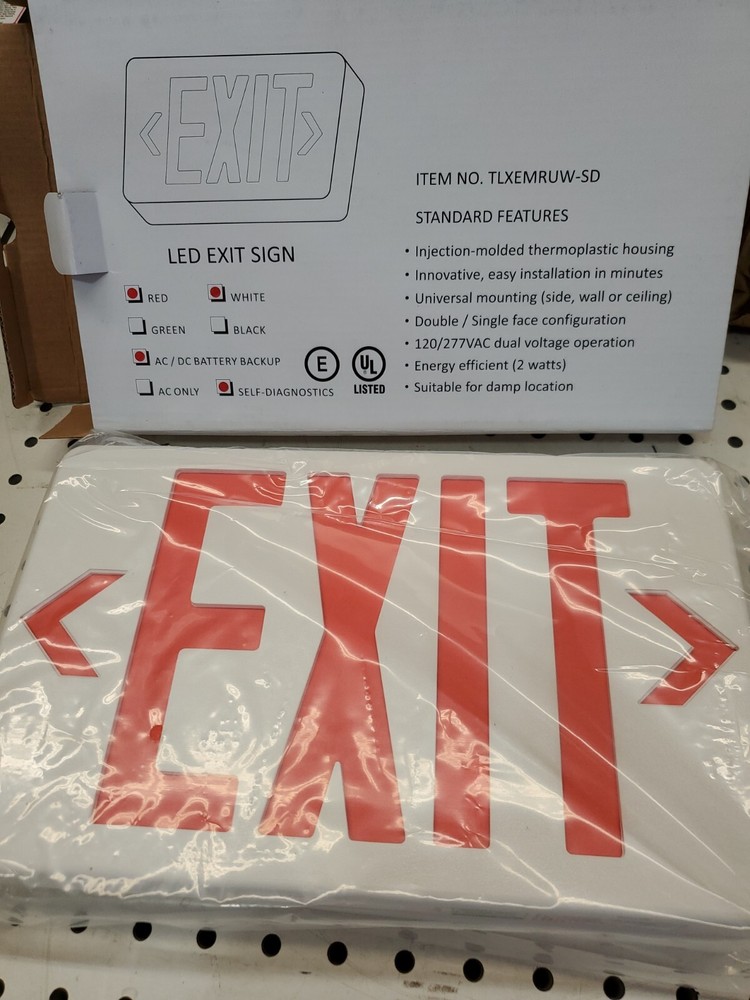 < EXIT >
ITEM NO. TLXEMRUW-SD
STANDARD FEATURES
LED EXIT SIGN
RED
WHITE
GREEN
BLACK
AC / DC BATTERY BACKUP
AC ONLY
SELF-DIAGNOSTICS
E
UL
LISTED
• Injection-molded thermoplastic housing
• Innovative, easy installation in minutes
• Universal mounting (side, wall or ceiling)
• Double / Single face configuration
• 120/277VAC dual voltage operation
• Energy efficient (2 watts)
• Suitable for damp location
< EXIT >